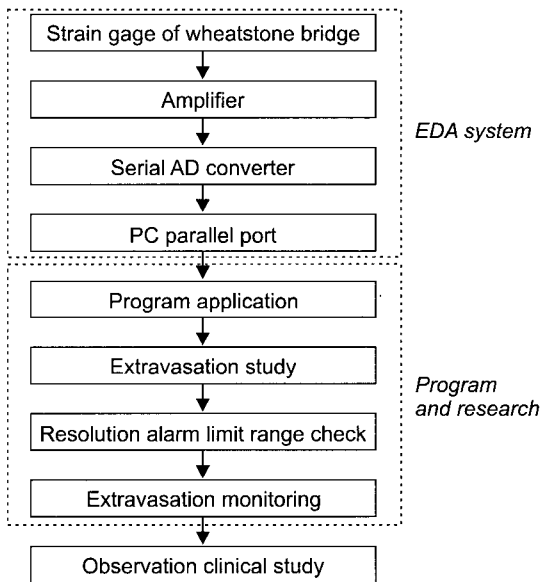 Strain gage of wheatstone bridge
Amplifier
Serial AD converter
PC parallel port
EDA system
Program application
Extravasation study
Resolution alarm limit range check
Extravasation monitoring
Program
and research
Observation clinical study